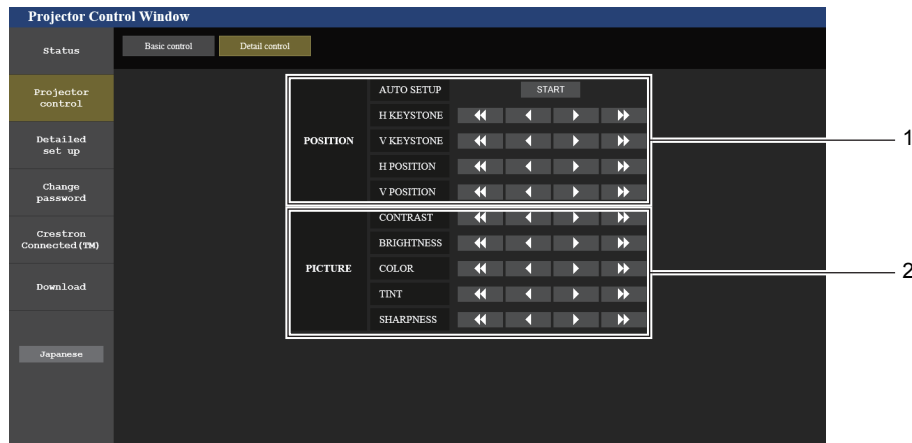 Projector Control Window
Status
Basic control
Detail control
Projector
control
Detailed
set up
Change
password
Crestron
Connected(TM)
Download
Japanese
POSITION
AUTO SETUP
START
H KEYSTONE
V KEYSTONE
H POSITION
V POSITION
1
PICTURE
CONTRAST
BRIGHTNESS
COLOR
TINT
SHARPNESS
2